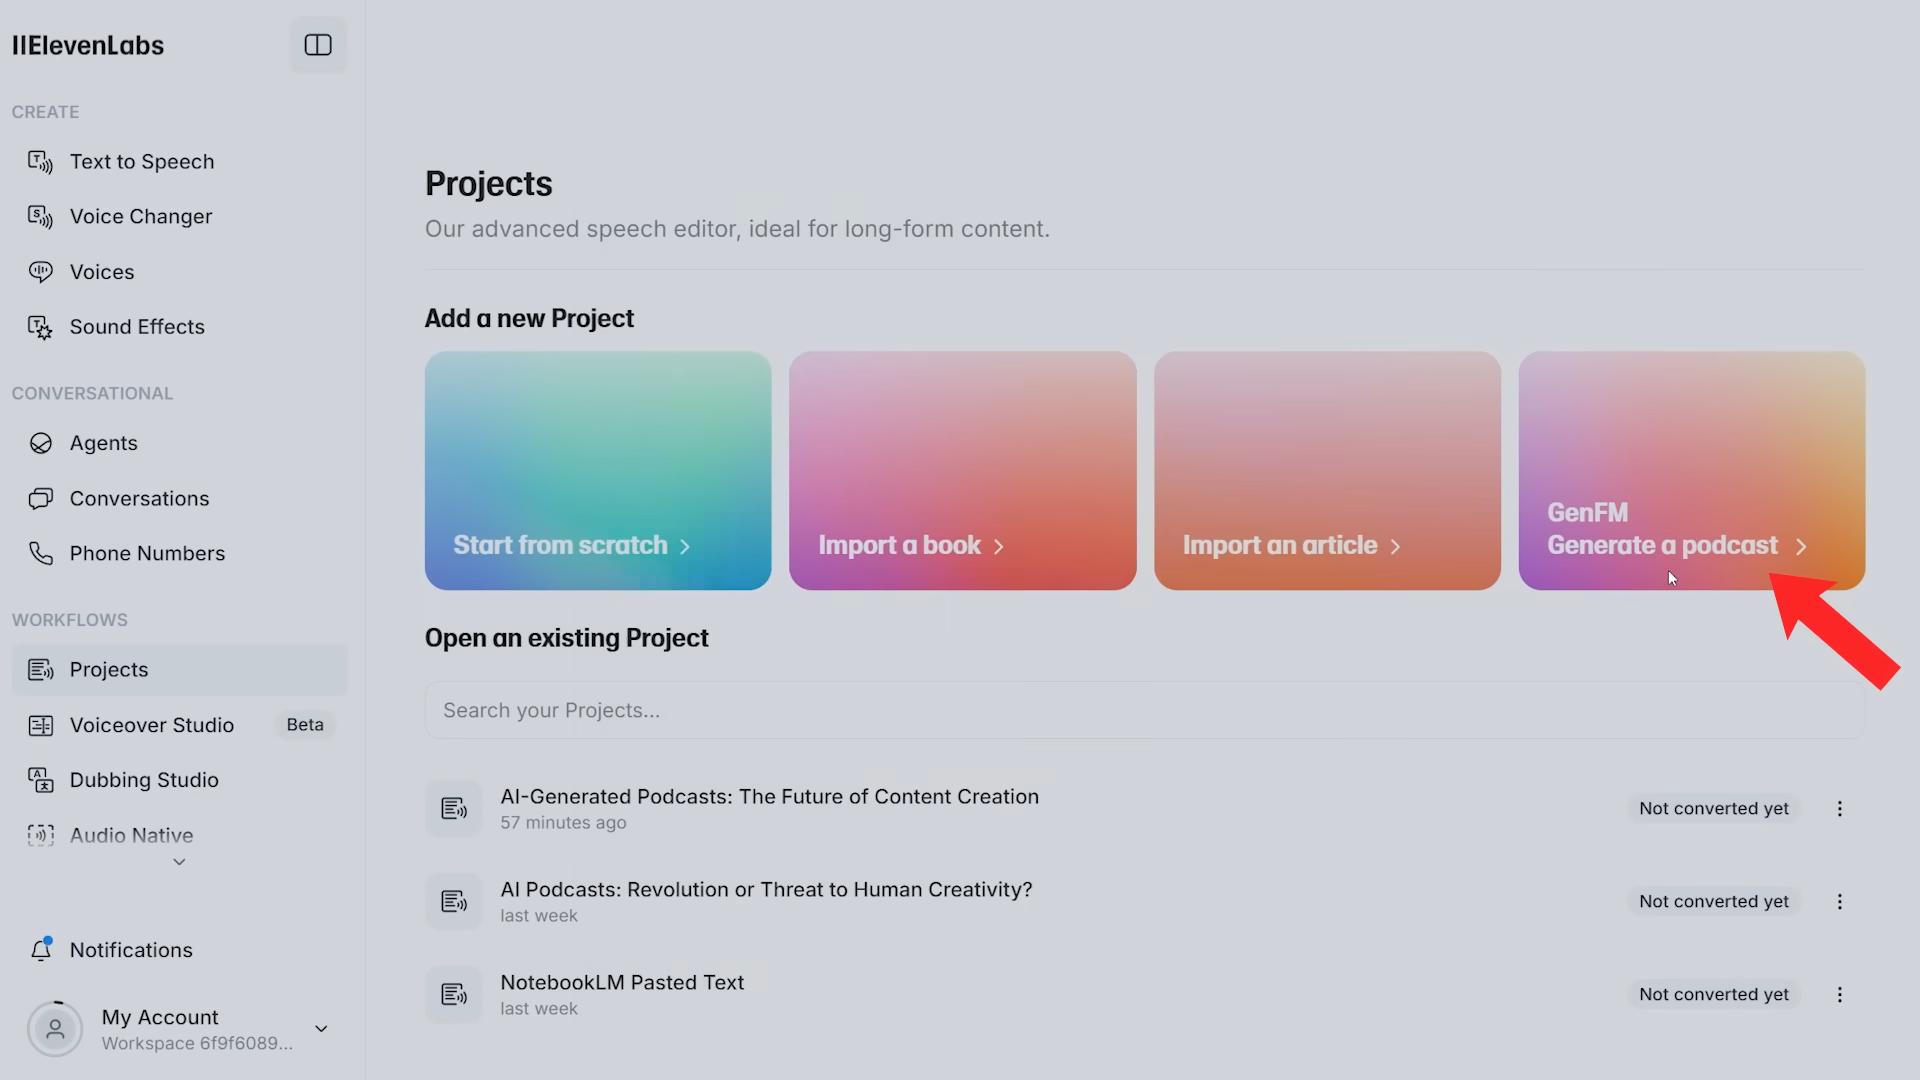 IIElevenLabs
CREATE
Text to Speech
Voice Changer
Voices
Sound Effects
CONVERSATIONAL
Agents
Conversations
Phone Numbers
WORKFLOWS
Projects
Voiceover Studio Beta
Dubbing Studio
Audio Native
Notifications
My Account
Workspace 6f9f6089...
Projects
Our advanced speech editor, ideal for long-form content.
Add a new Project
Start from scratch
Import a book
Import an article
GenFM
Generate a podcast
Open an existing Project
Search your Projects...
AI-Generated Podcasts: The Future of Content Creation
57 minutes ago
Not converted yet
AI Podcasts: Revolution or Threat to Human Creativity?
last week
Not converted yet
NotebookLM Pasted Text
last week
Not converted yet